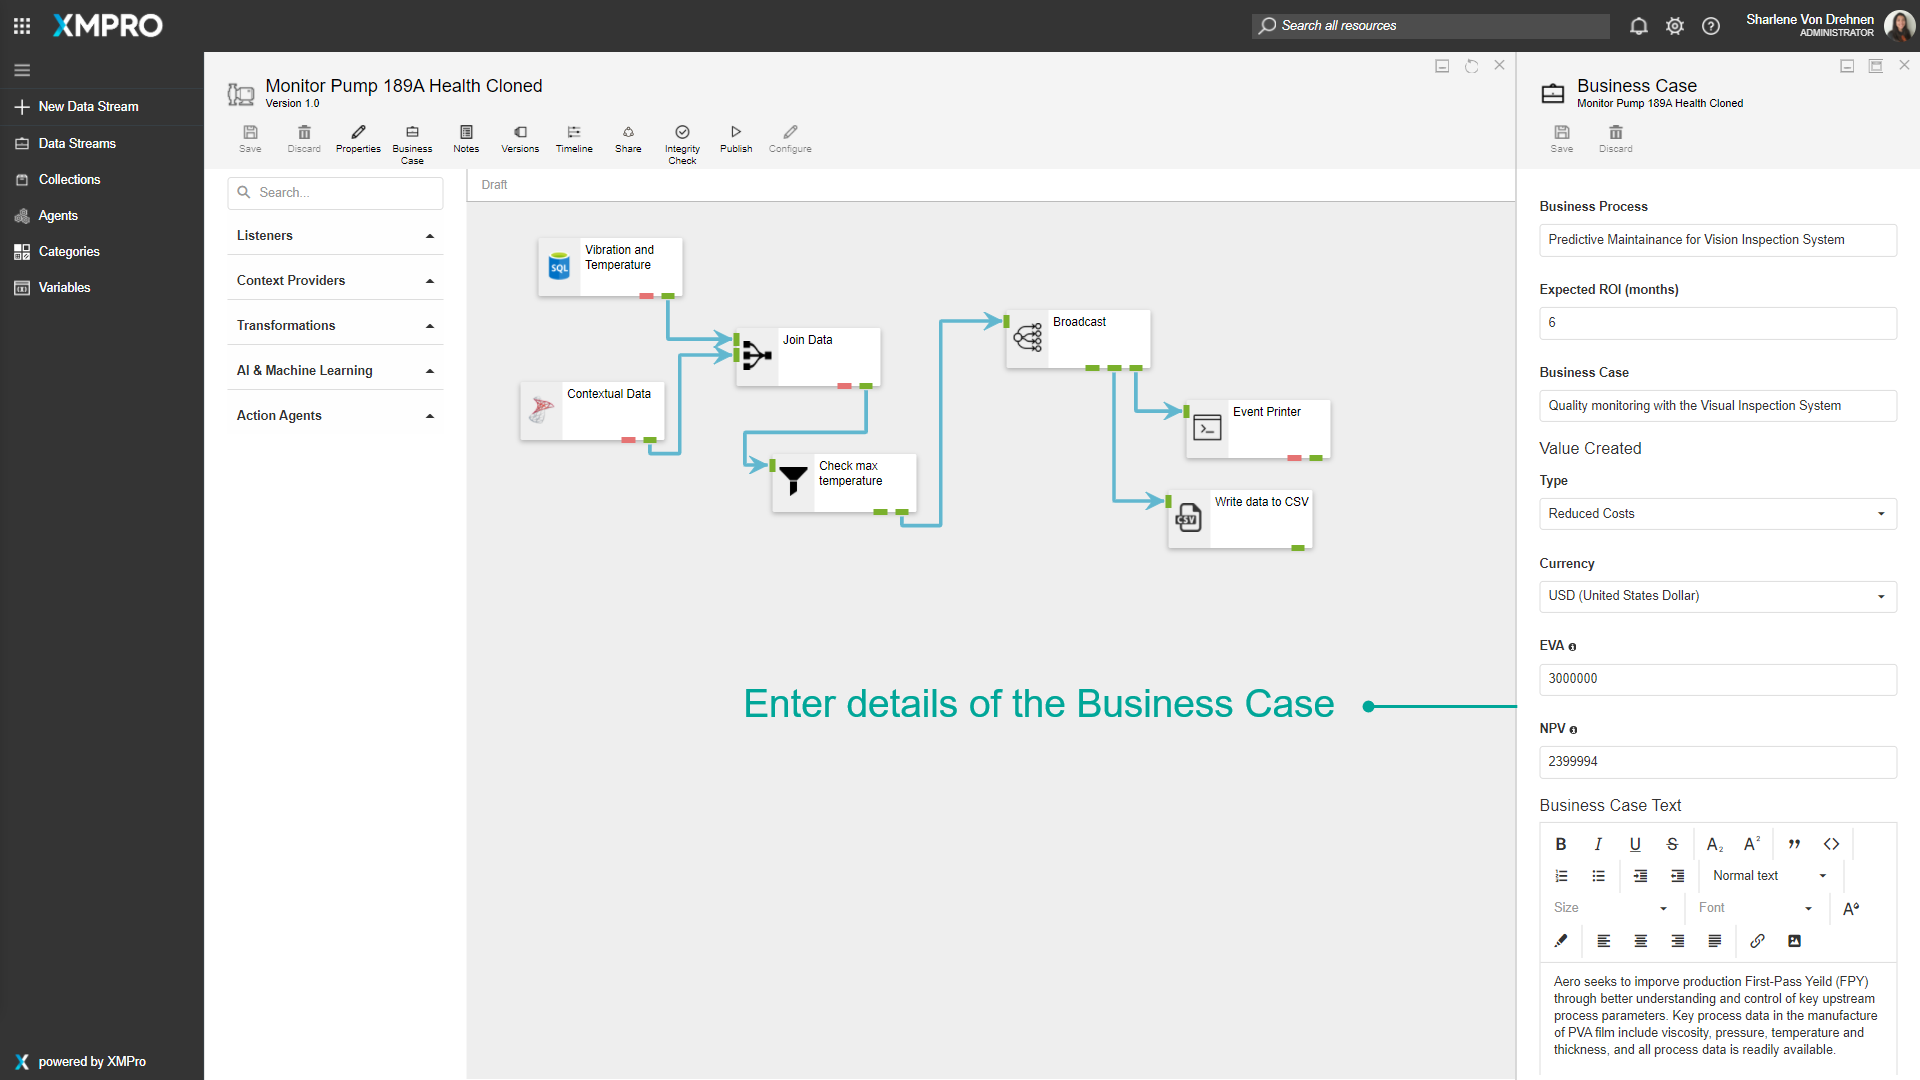 XMPRO
Search all resources
Sharlene Von Drehnen
ADMINISTRATOR
New Data Stream
Data Streams
Collections
Agents
Categories
Variables
powered by XMPro
Monitor Pump 189A Health Cloned
Version 1.0
Save
Discard
Properties
Business
Case
Notes
Versions
Timeline
Share
Integrity
Check
Publish
Configure
Search...
Listeners
Context Providers
Transformations
AI & Machine Learning
Action Agents
Draft
SQL
Vibration and
Temperature
Join Data
Contextual Data
Check max
temperature
Broadcast
Event Printer
CSV
Write data to CSV
Enter details of the Business Case
Business Case
Monitor Pump 189A Health Cloned
Save
Discard
Business Process
Predictive Maintainance for Vision Inspection System
Expected ROI (months)
6
Business Case
Quality monitoring with the Visual Inspection System
Value Created
Type
Reduced Costs
Currency
USD (United States Dollar)
EVA
3000000
NPV
2399994
Business Case Text
Normal text
Size
Font
Aero seeks to imporve production First-Pass Yeild (FPY)
through better understanding and control of key upstream
process parameters. Key process data in the manufacture
of PVA film include viscosity, pressure, temperature and
thickness, and all process data is readily available.